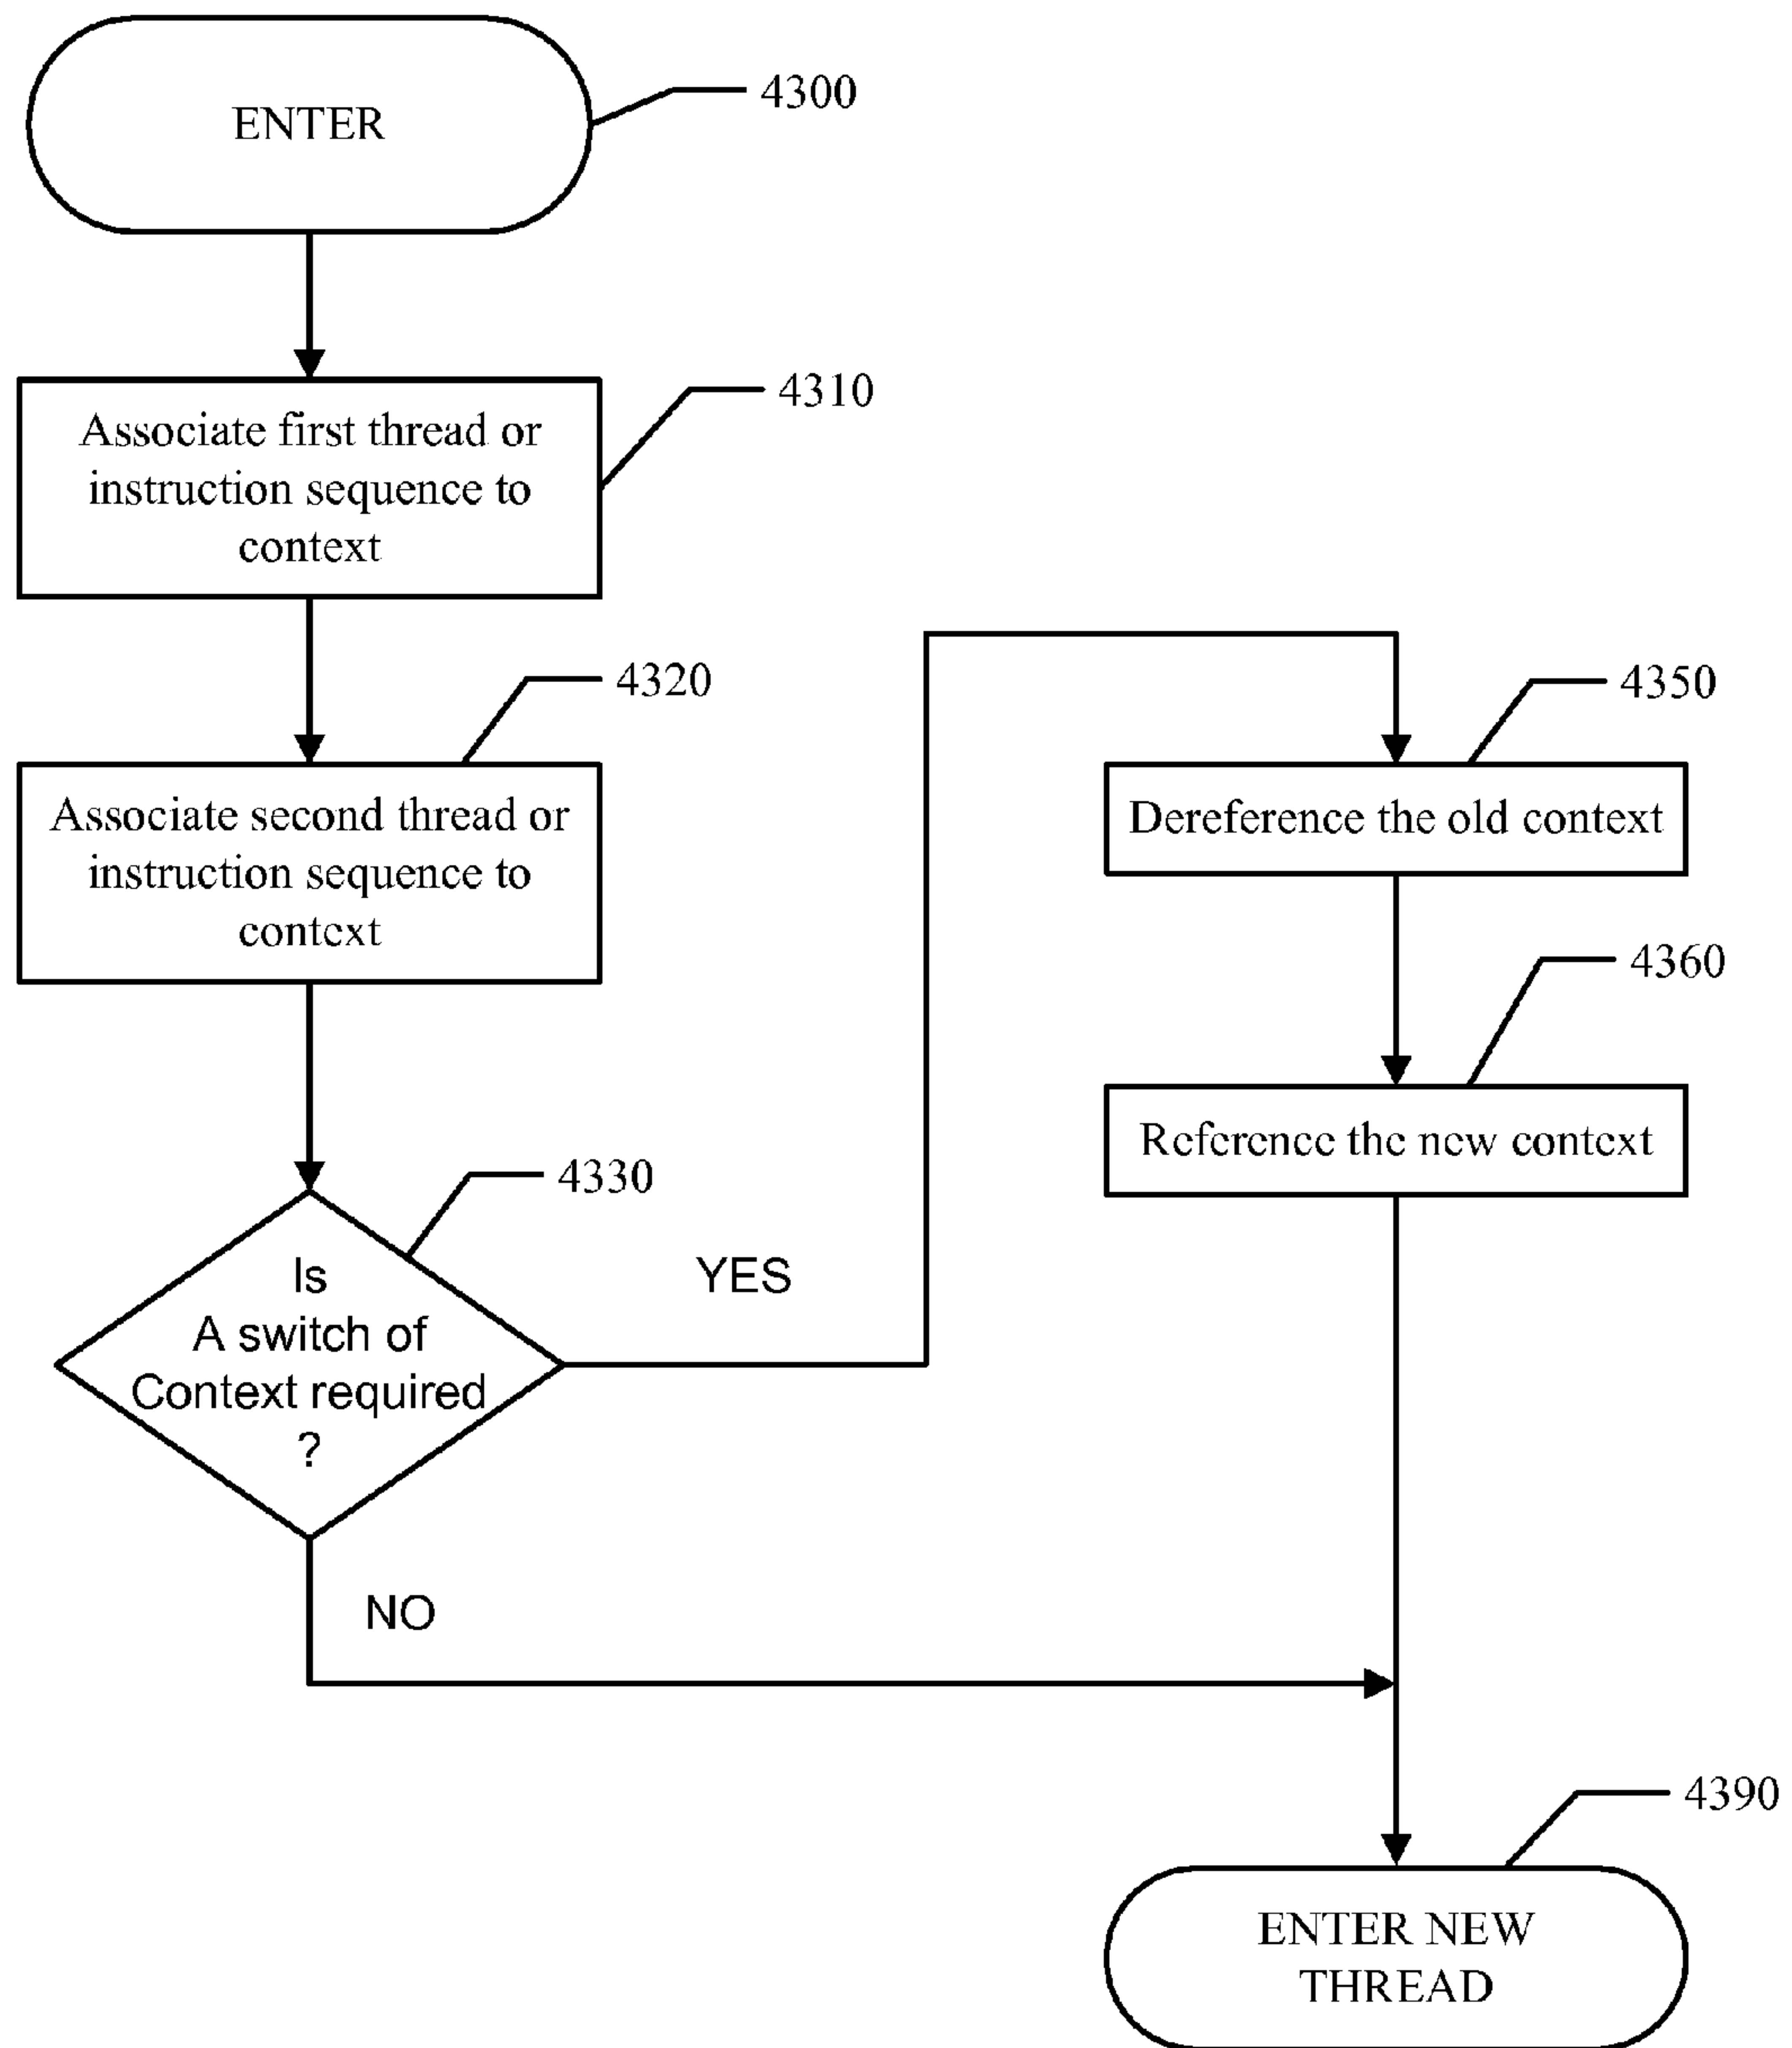 ENTER
4300
Associate first thread or
instruction sequence to
context
4310
Associate second thread or
instruction sequence to
context
4320
Is
A switch of
Context required
?
4330
YES
NO
Dereference the old context
4350
Reference the new context
4360
ENTER NEW
THREAD
4390